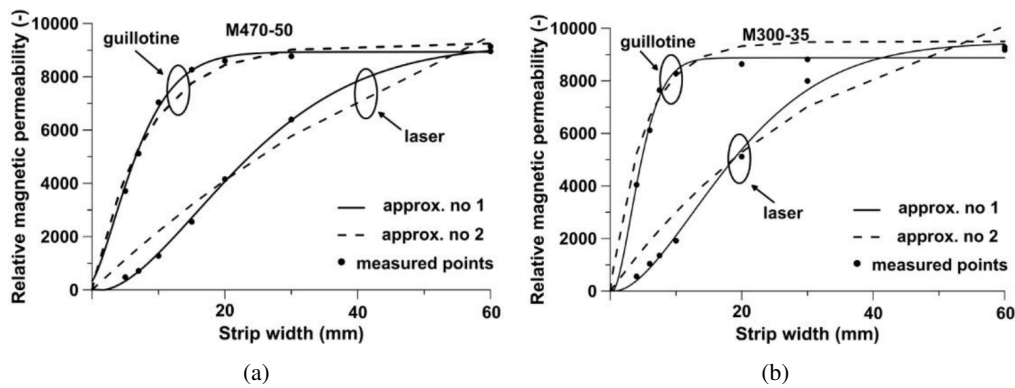 M470-50
guillotine
laser
approx. no 1
approx. no 2
measured points
Relative magnetic permeability (-)
10000
8000
6000
4000
2000
0
20
40
60
Strip width (mm)
(a)
M300-35
guillotine
laser
approx. no 1
approx. no 2
measured points
Relative magnetic permeability (-)
10000
8000
6000
4000
2000
0
20
40
60
Strip width (mm)
(b)